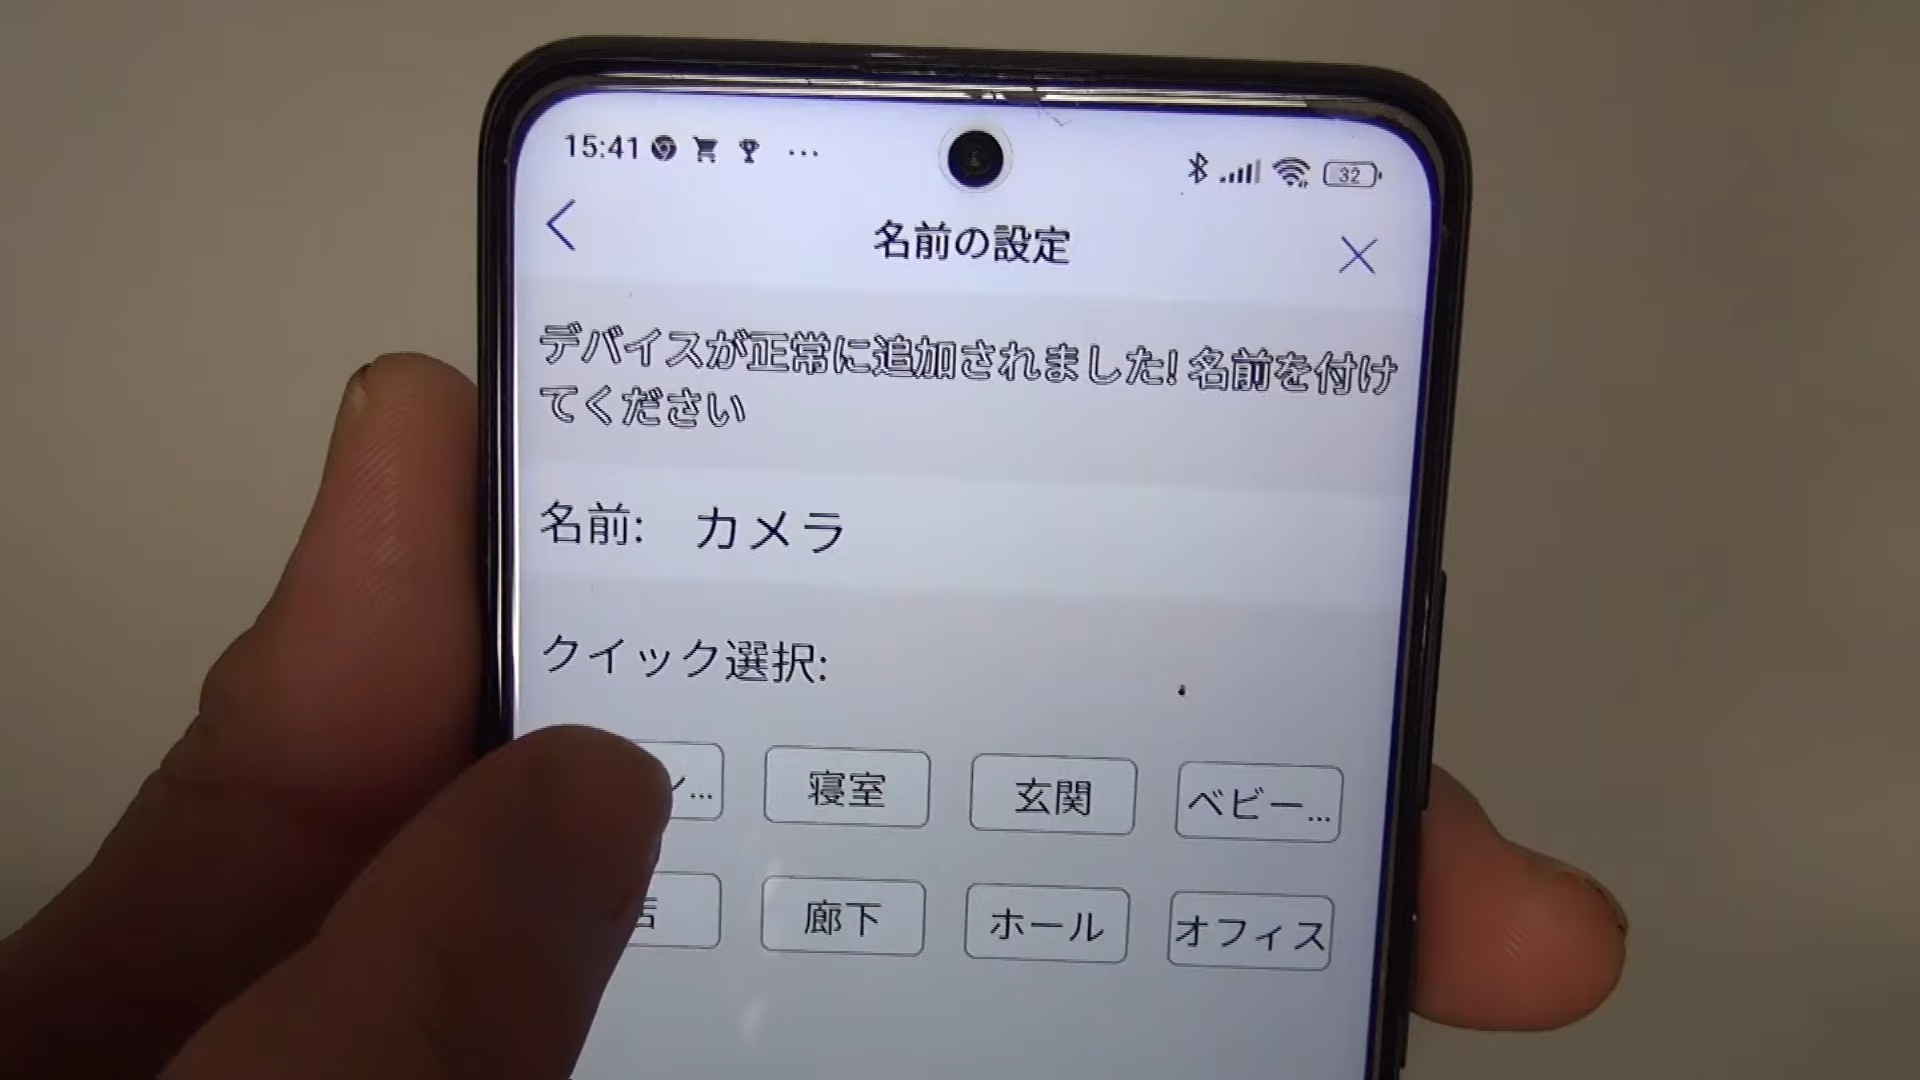 15:41 ... 32
名前の設定
デバイスが正常に追加されました! 名前を付け
てください
名前: カメラ
クイック選択:
寝室 玄関 ベビー...
廊下 ホール オフィス